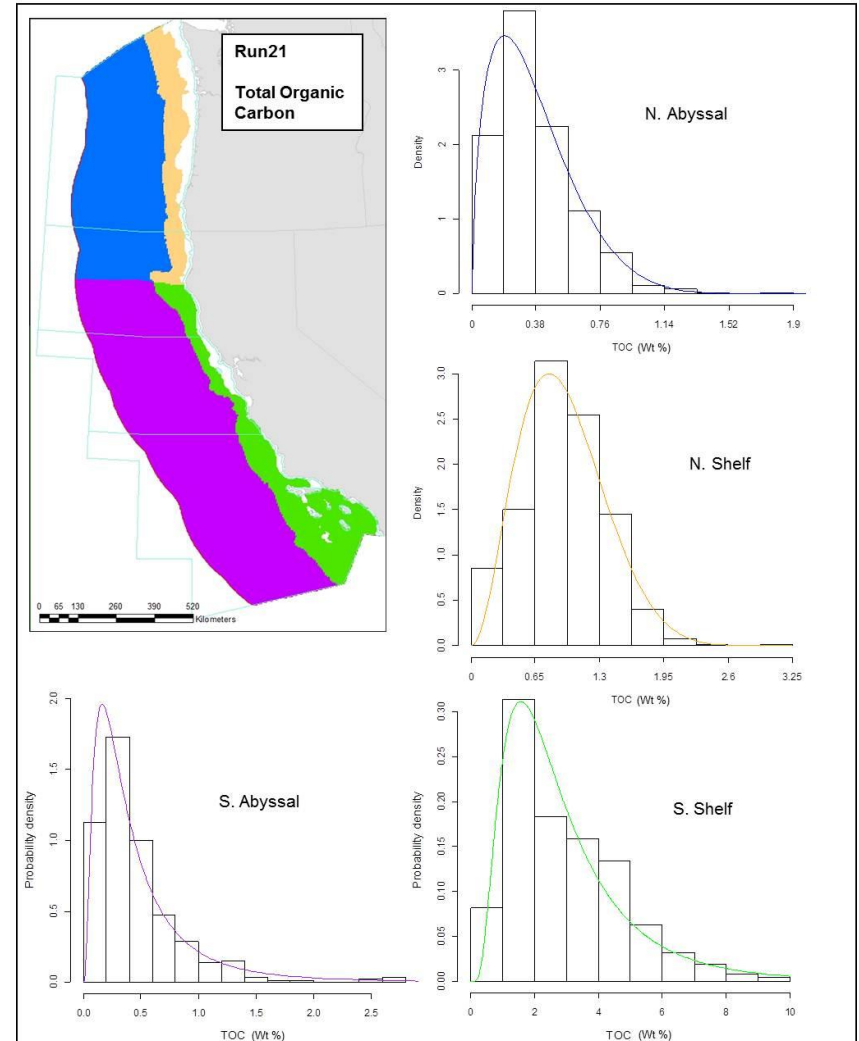 Run21
Total Organic
Carbon
0 65 130 260 390 520
Kilometers
N. Abyssal
Density
0 1 2 3
0 0.38 0.76 1.14 1.52 1.9
TOC (Wt %)
N. Shelf
Density
0.0 0.5 1.0 1.5 2.0 2.5 3.0
0 0.65 1.3 1.95 2.6 3.25
TOC (Wt %)
S. Abyssal
Probability density
0.0 0.5 1.0 1.5 2.0
0.0 0.5 1.0 1.5 2.0 2.5
TOC (Wt %)
S. Shelf
Probability density
0.00 0.05 0.10 0.15 0.20 0.25 0.30
0 2 4 6 8 10
TOC (Wt %)